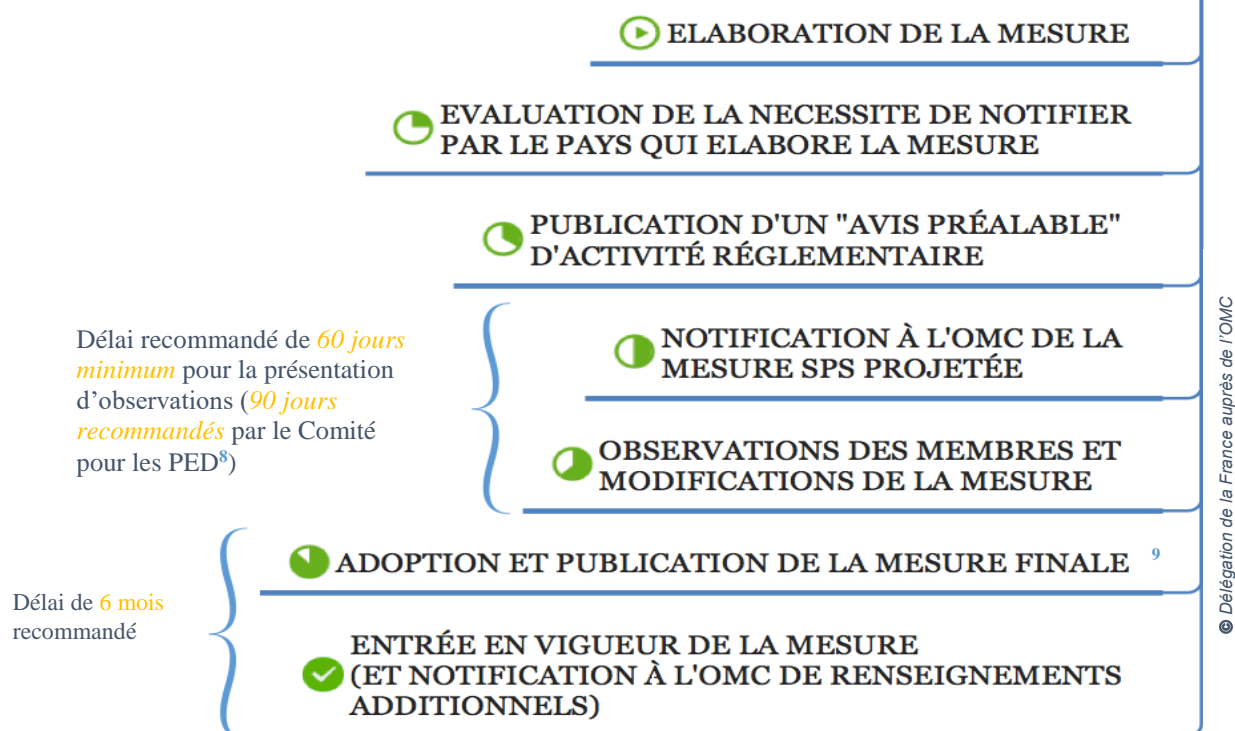 ELABORATION DE LA MESURE
EVALUATION DE LA NECESSITE DE NOTIFIER
PAR LE PAYS QUI ELABORE LA MESURE
PUBLICATION D'UN "AVIS PRÉALABLE"
D'ACTIVITÉ RÉGLEMENTAIRE
Délai recommandé de 60 jours
minimum pour la présentation
d’observations (90 jours
recommandés par le Comité
pour les PED8)
NOTIFICATION À L'OMC DE LA
MESURE SPS PROJETÉE
OBSERVATIONS DES MEMBRES ET
MODIFICATIONS DE LA MESURE
Délai de 6 mois
recommandé
ADOPTION ET PUBLICATION DE LA MESURE FINALE 9
ENTRÉE EN VIGUEUR DE LA MESURE
(ET NOTIFICATION À L'OMC DE RENSEIGNEMENTS
ADDITIONNELS)
© Délégation de la France auprès de l’OMC